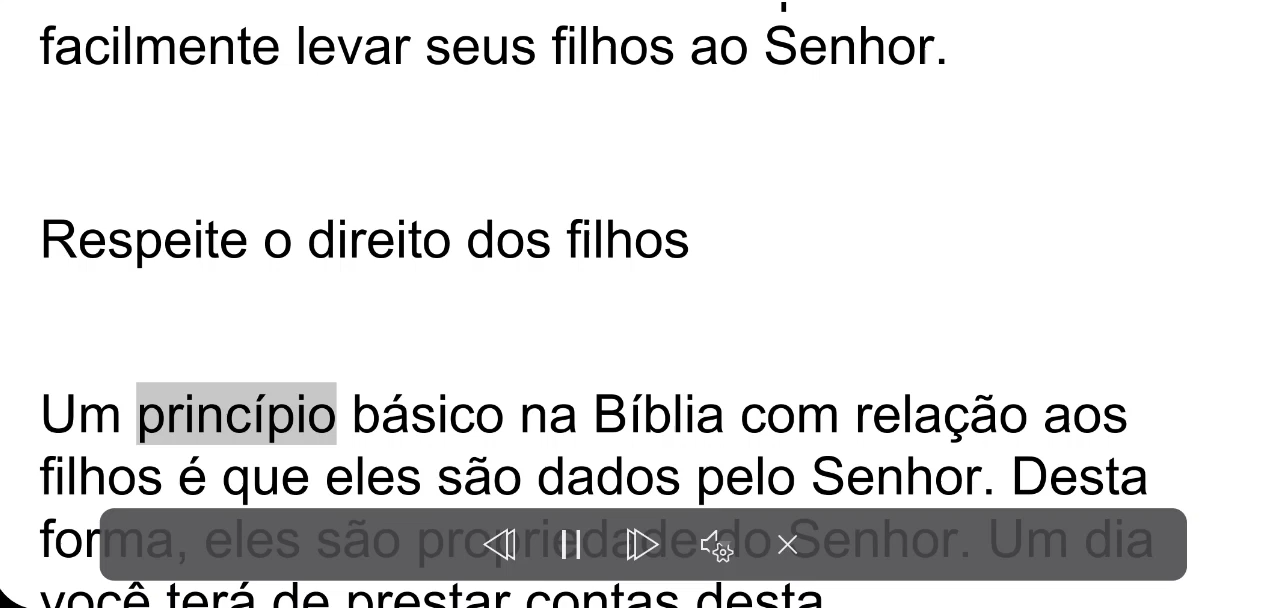 facilmente levar seus filhos ao Senhor.
Respeite o direito dos filhos
Um princípio básico na Bíblia com relação aos
filhos é que eles são dados pelo Senhor. Desta
forma, eles são propriedade do Senhor. Um dia
você terá de prestar contas desta